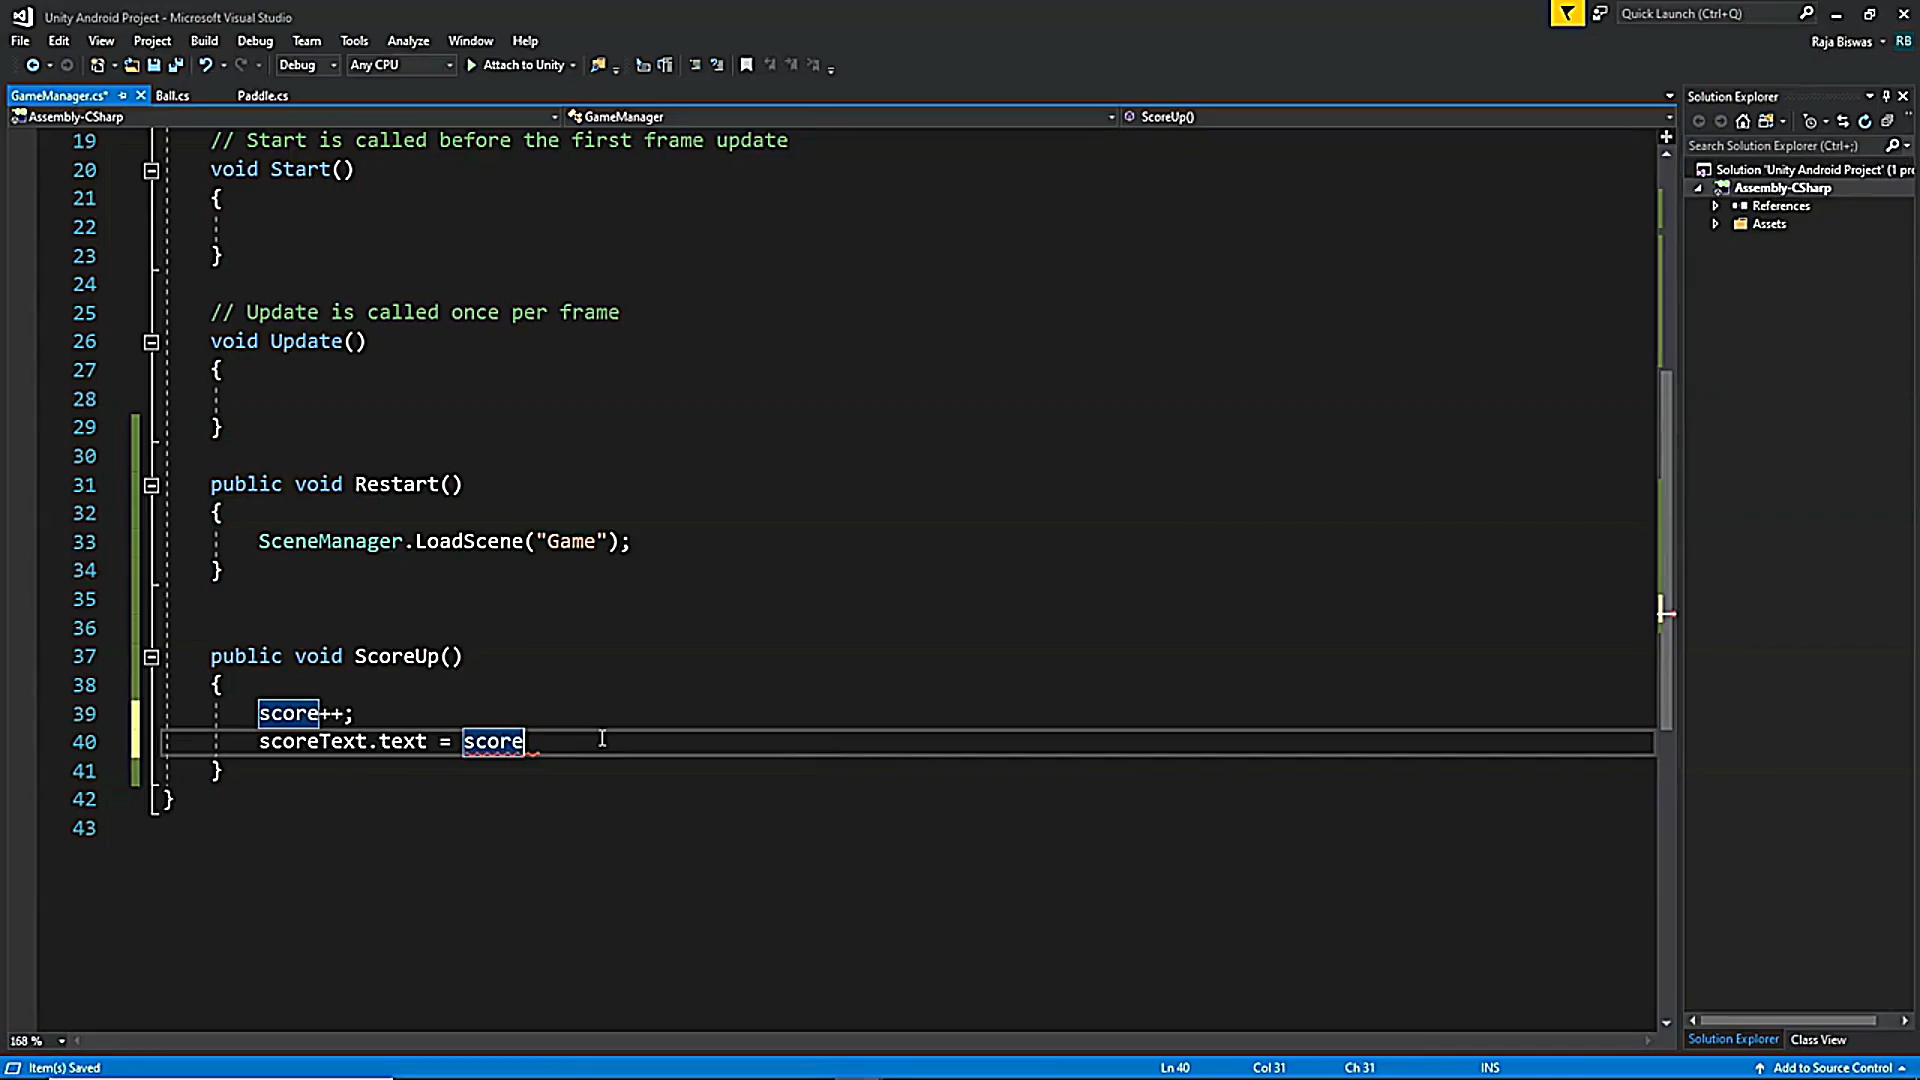 Unity Android Project - Microsoft Visual Studio
Quick Launch (Ctrl+Q)
File Edit View Project Build Debug Team Tools Analyze Window Help
Raja Biswas RB
Debug Any CPU Attach to Unity
GameManager.cs* Ball.cs Paddle.cs
Assembly-CSharp GameManager ScoreUp()
19 // Start is called before the first frame update
20 void Start()
21 {
22
23 }
24
25 // Update is called once per frame
26 void Update()
27 {
28
29 }
30
31 public void Restart()
32 {
33 SceneManager.LoadScene("Game");
34 }
35
36
37 public void ScoreUp()
38 {
39 score++;
40 scoreText.text = score
41 }
42 }
43
168 %
Solution Explorer
Search Solution Explorer (Ctrl+;)
Solution 'Unity Android Project' (1 pro
Assembly-CSharp
References
Assets
Solution Explorer Class View
Item(s) Saved Ln 40 Col 31 Ch 31 INS Add to Source Control